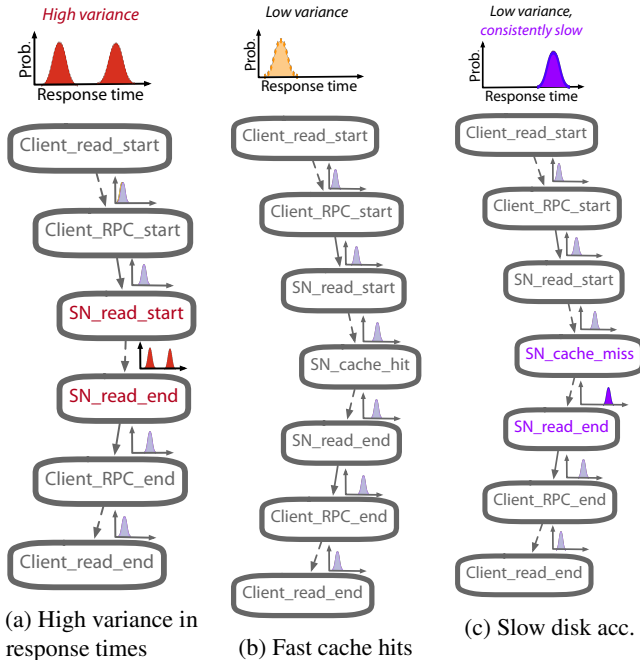 High variance
Prob.
Response time
Client_read_start
Client_RPC_start
SN_read_start
SN_read_end
Client_RPC_end
Client_read_end
(a) High variance in
response times
Low variance
Prob.
Response time
Client_read_start
Client_RPC_start
SN_read_start
SN_cache_hit
SN_read_end
Client_RPC_end
Client_read_end
(b) Fast cache hits
Low variance,
consistently slow
Prob.
Response time
Client_read_start
Client_RPC_start
SN_read_start
SN_cache_miss
SN_read_end
Client_RPC_end
Client_read_end
(c) Slow disk acc.